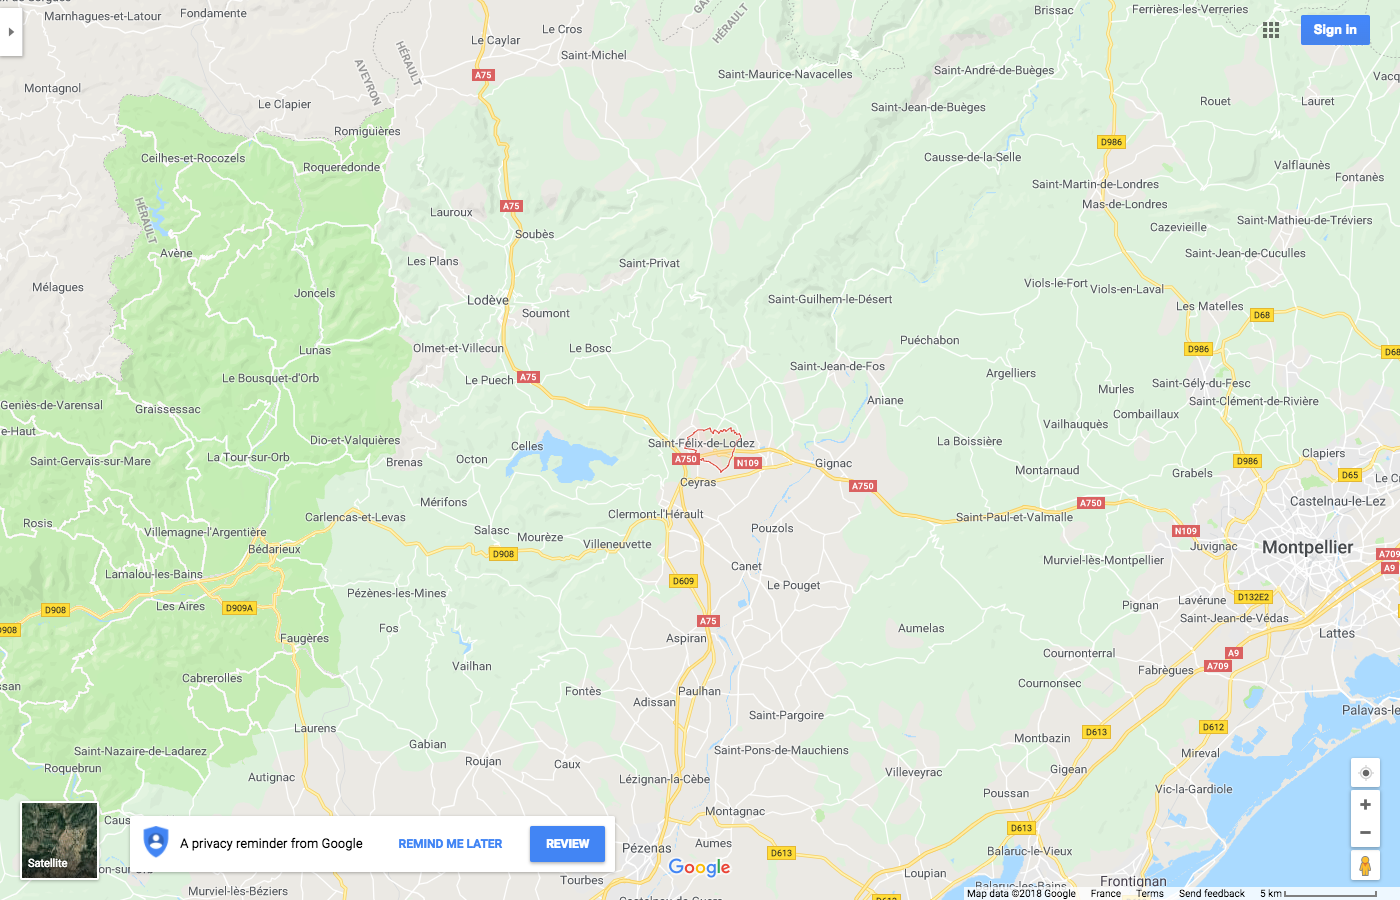 Marnhagues-et-Latour
Fondamente
Le Caylar
Le Cros
Saint-Michel
HÉRAULT
Brissac
Ferrières-les-Verreries
Sign in
A75
AVEYRON
HÉRAULT
Saint-Maurice-Navacelles
Saint-André-de-Buèges
Montagnol
Le Clapier
Saint-Jean-de-Buèges
Rouet
Lauret
Romiguières
D986
Ceilhes-et-Rocozels
Roqueredonde
Causse-de-la-Selle
Valflaunès
Fontanès
Saint-Martin-de-Londres
Mas-de-Londres
HÉRAULT
Lauroux
A75
Cazevieille
Saint-Mathieu-de-Tréviers
Soubès
Avène
Les Plans
Saint-Privat
Saint-Jean-de-Cuculles
Mélagues
Joncels
Lodève
Soumont
Saint-Guilhem-le-Désert
Viols-le-Fort
Viols-en-Laval
Les Matelles
D68
Lunas
Olmet-et-Villecun
Le Bosc
Puéchabon
D986
D68
Le Bousquet-d'Orb
Le Puech
A75
Saint-Jean-de-Fos
Argelliers
Murles
Saint-Gély-du-Fesc
Geniès-de-Varensal
Graissessac
Aniane
Combaillaux
Saint-Clément-de-Rivière
e-Haut
Dio-et-Valquières
Celles
Saint-Félix-de-Lodez
La Boissière
Vailhauquès
Saint-Gervais-sur-Mare
La Tour-sur-Orb
Brenas
Octon
A750
N109
Gignac
Montarnaud
Grabels
D986
Clapiers
D65
Ceyras
A750
A750
Castelnau-le-Lez
Rosis
Mérifons
Carlencas-et-Levas
Clermont-l'Hérault
Saint-Paul-et-Valmalle
N109
Villemagne-l'Argentière
Bédarieux
Salasc
Mourèze
Villeneuvette
Pouzols
Juvignac
Montpellier
D908
Murviel-lès-Montpellier
A709
A9
Lamalou-les-Bains
Canet
D609
Le Pouget
D908
Les Aires
D909A
Pézènes-les-Mines
Pignan
Lavérune
D132E2
D908
Fos
A75
Aumelas
Saint-Jean-de-Védas
Lattes
Faugères
Aspiran
Cournonterral
A9
A709
Fabrègues
Vailhan
Cabrerolles
Cournonsec
Fontès
Paulhan
Adissan
Saint-Pargoire
Palavas-le
Laurens
D613
D612
Montbazin
Saint-Nazaire-de-Ladarez
Gabian
Saint-Pons-de-Mauchiens
Mireval
Roquebrun
Roujan
Caux
Gigean
Autignac
Lézignan-la-Cèbe
Villeveyrac
Poussan
Vic-la-Gardiole
Montagnac
Caus
D613
Satellite
A privacy reminder from Google
REMIND ME LATER
REVIEW
Pézenas
Aumes
D613
Balaruc-le-Vieux
Google
Loupian
Tourbes
Balaruc-les-Bains
Frontignan
Murviel-lès-Béziers
Map data ©2018 Google
France
Terms
Send feedback
5 km